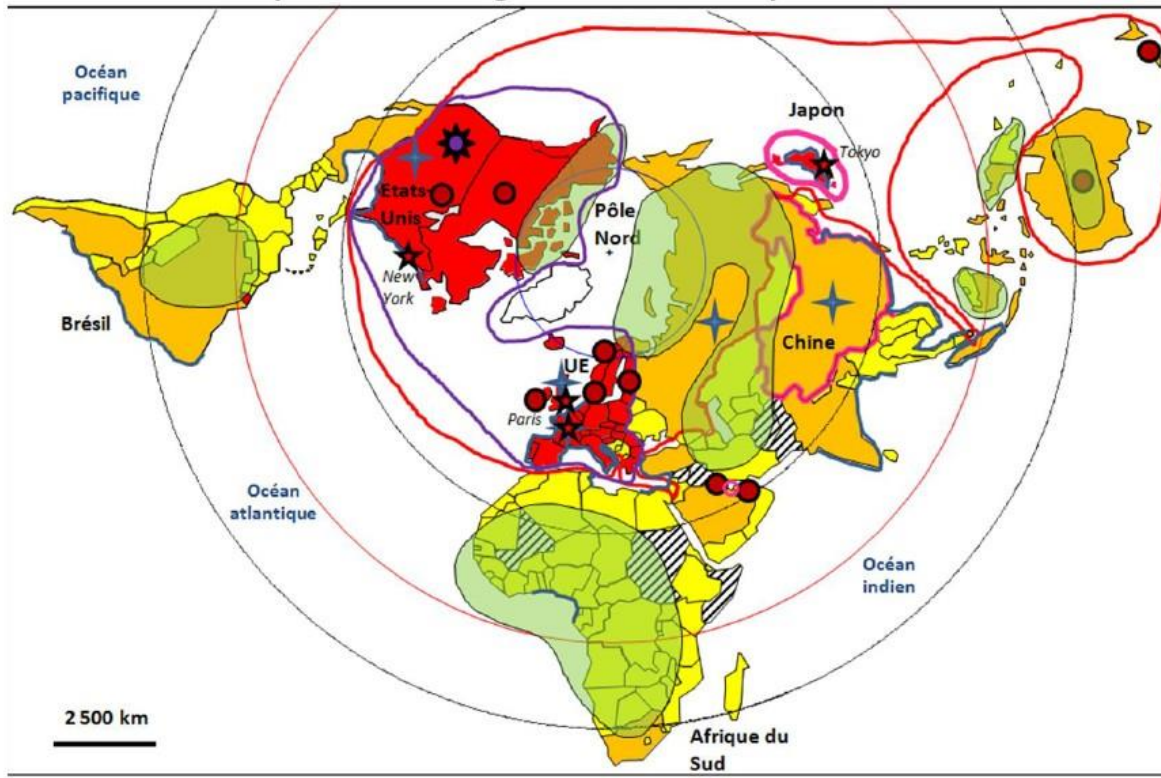 Océan
pacifique
Japon
Tokyo
Etats
Unis
Pôle
Nord
New
York
Brésil
Chine
UE
Paris
Océan
atlantique
Océan
indien
2 500 km
Afrique du
Sud